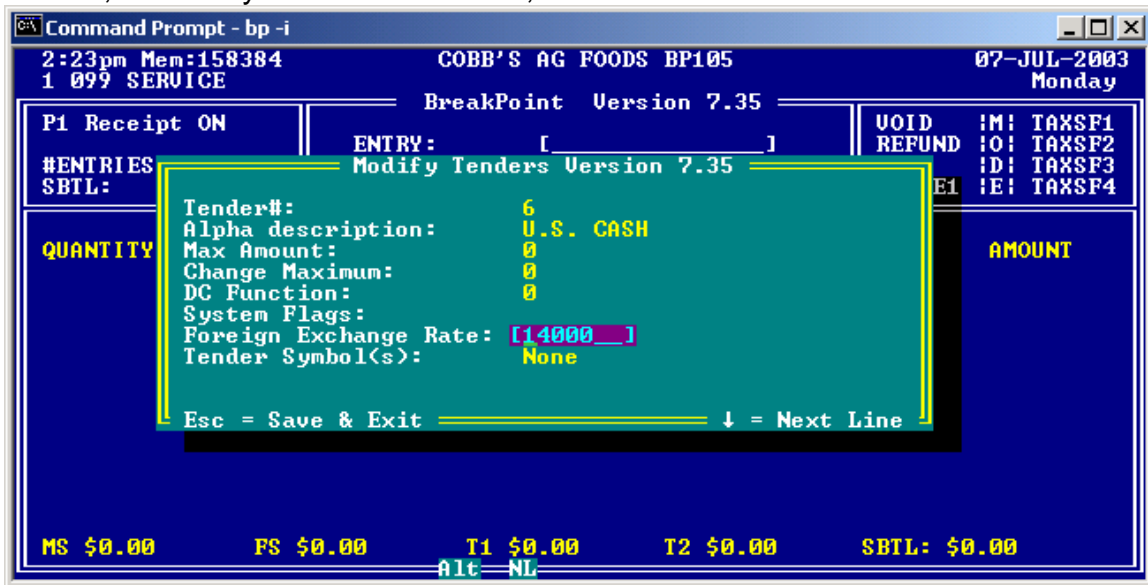 Command Prompt - bp -i
2:23pm Mem:158384 COBB'S AG FOODS BP105 07-JUL-2003
1 099 SERVICE Monday
BreakPoint Version 7.35
P1 Receipt ON VOID |M| TAXSF1
ENTRY: [_______________] REFUND |O| TAXSF2
#ENTRIES Modify Tenders Version 7.35 |D| TAXSF3
SBTL: E1 |E| TAXSF4
Tender#: 6
Alpha description: U.S. CASH
QUANTITY Max Amount: 0 AMOUNT
Change Maximum: 0
DC Function: 0
System Flags:
Foreign Exchange Rate: [14000__]
Tender Symbol(s): None
Esc = Save & Exit ↓ = Next Line
MS $0.00 FS $0.00 T1 $0.00 T2 $0.00 SBTL: $0.00
Alt NL